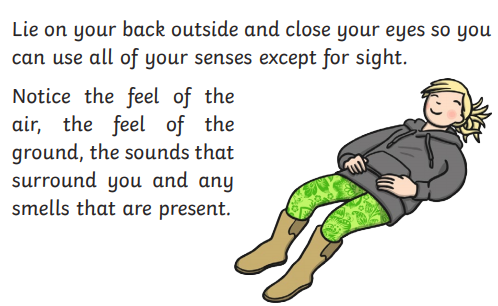 Lie on your back outside and close your eyes so you
can use all of your senses except for sight.
Notice the feel of the
air, the feel of the
ground, the sounds that
surround you and any
smells that are present.